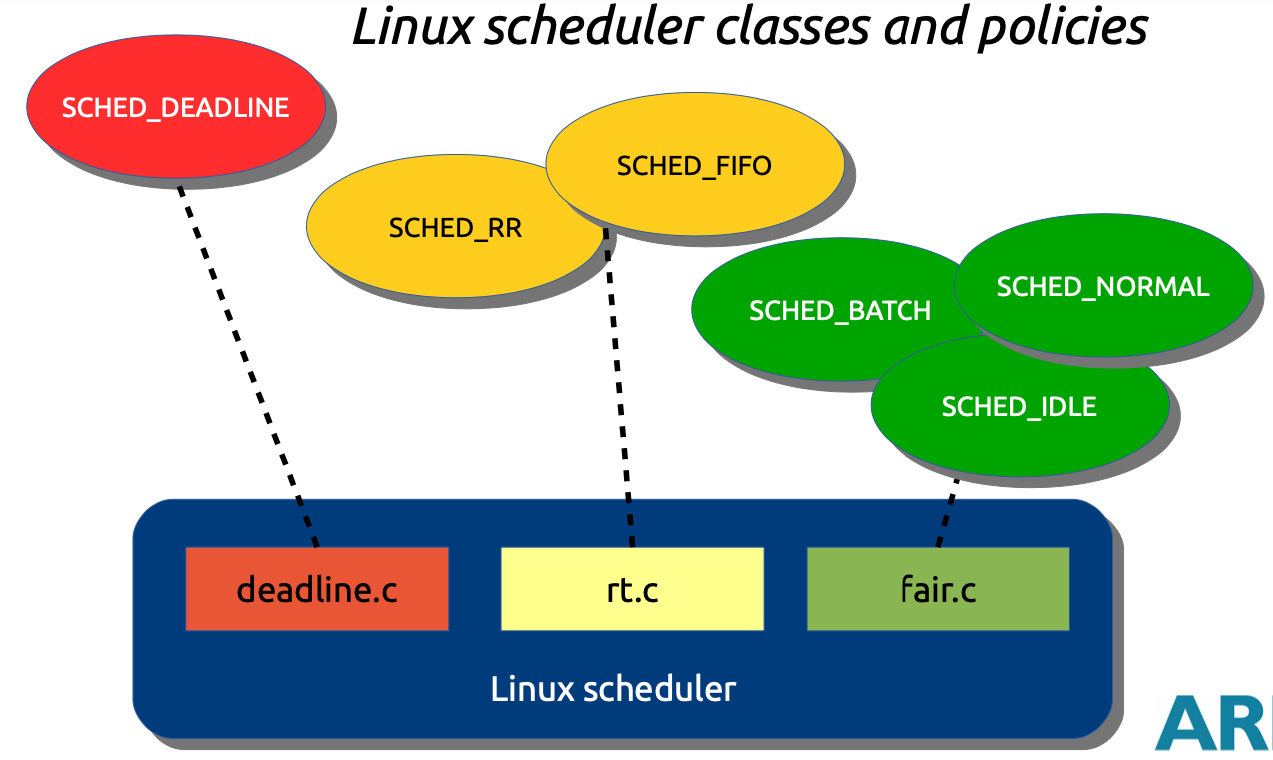 Linux scheduler classes and policies
SCHED_DEADLINE
SCHED_FIFO
SCHED_RR
SCHED_NORMAL
SCHED_BATCH
SCHED_IDLE
deadline.c
rt.c
fair.c
Linux scheduler